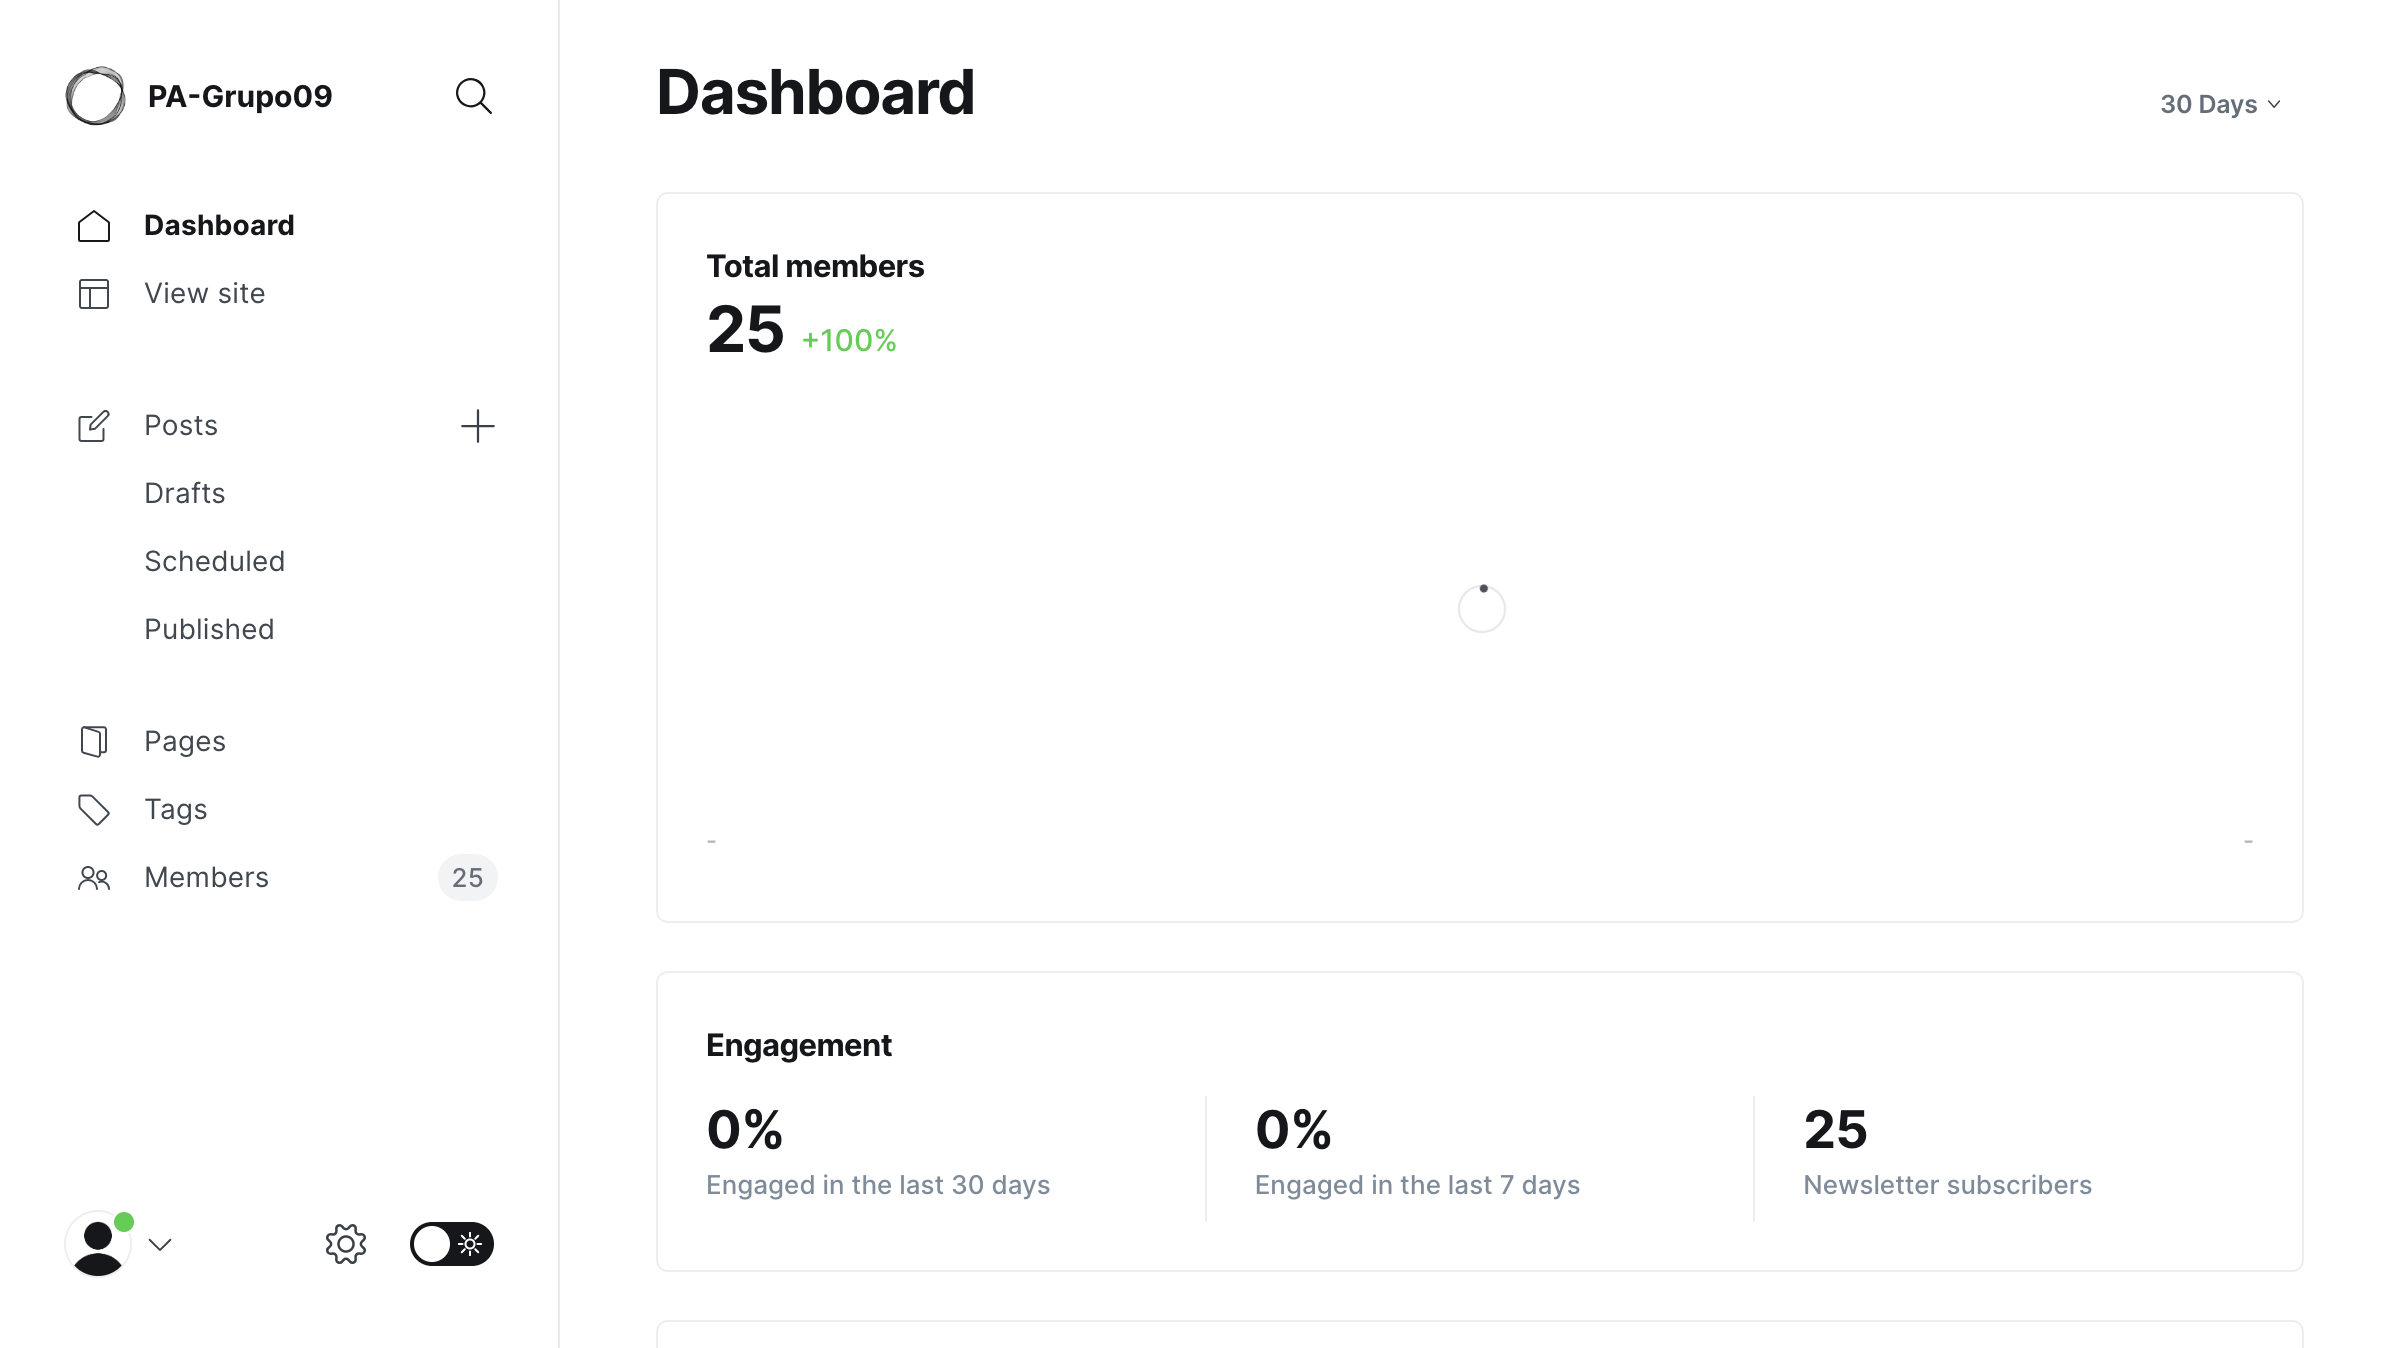 PA-Grupo09
Dashboard
View site
Posts
Drafts
Scheduled
Published
Pages
Tags
Members 25
Dashboard
30 Days
Total members
25 +100%
- -
Engagement
0%
Engaged in the last 30 days
0%
Engaged in the last 7 days
25
Newsletter subscribers